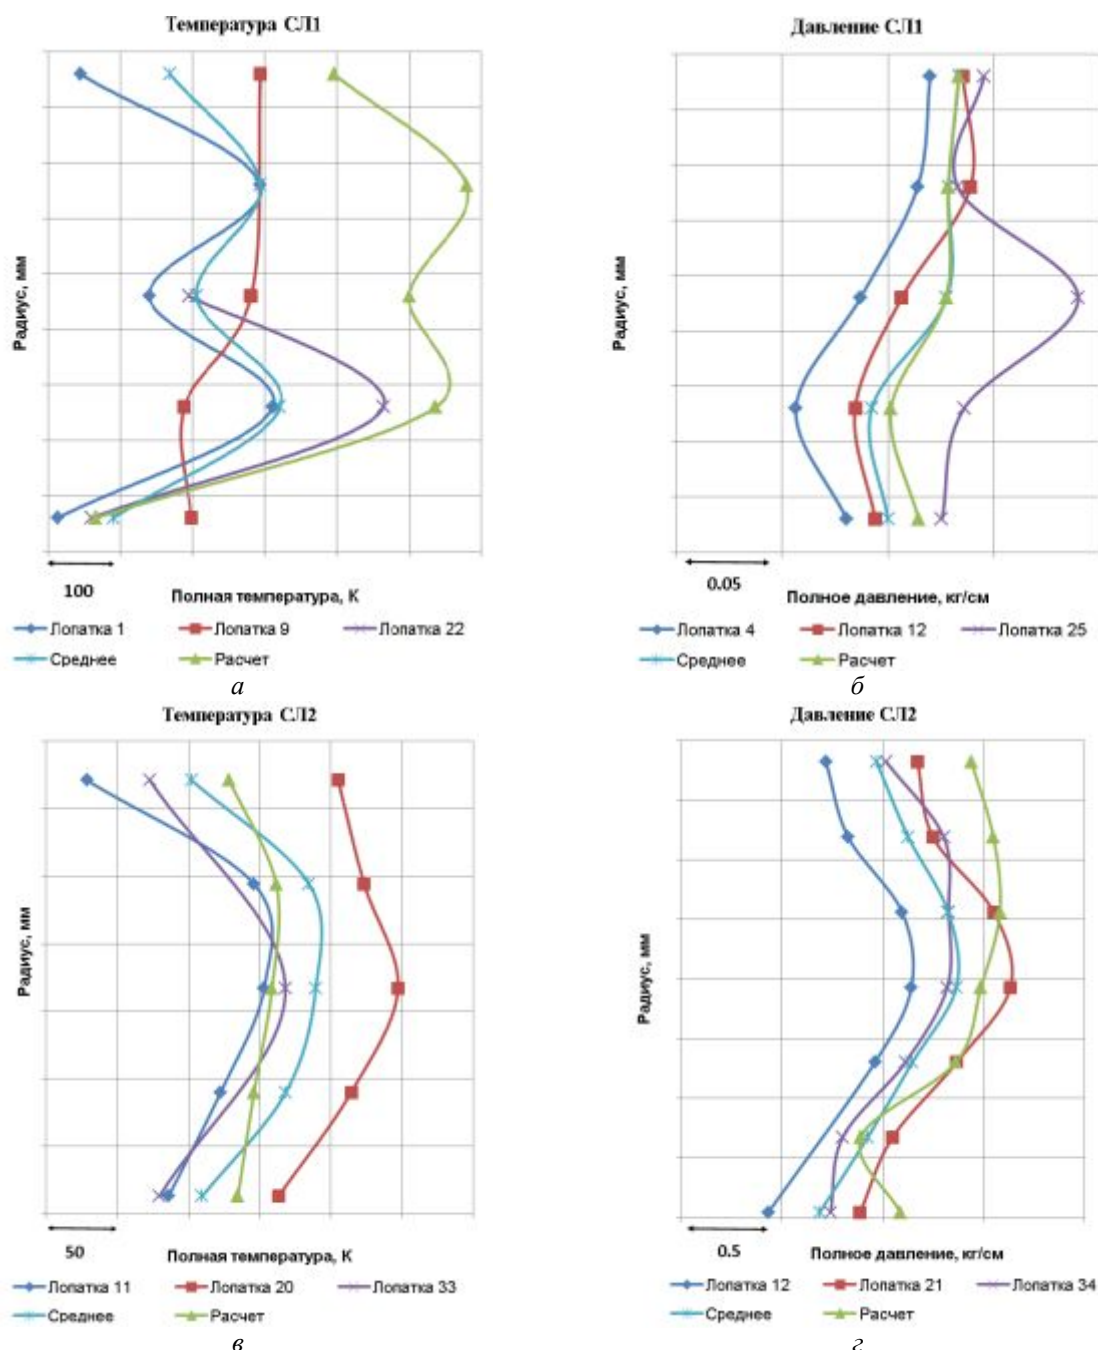 Температура СЛ1
Радиус, мм
100
Полная температура, К
Лопатка 1 Лопатка 9 Лопатка 22
Среднее Расчет
а
Давление СЛ1
Радиус, мм
0.05
Полное давление, кг/см
Лопатка 4 Лопатка 12 Лопатка 25
Среднее Расчет
б
Температура СЛ2
Радиус, мм
50
Полная температура, К
Лопатка 11 Лопатка 20 Лопатка 33
Среднее Расчет
в
Давление СЛ2
Радиус, мм
0.5
Полное давление, кг/см
Лопатка 12 Лопатка 21 Лопатка 34
Среднее Расчет
г